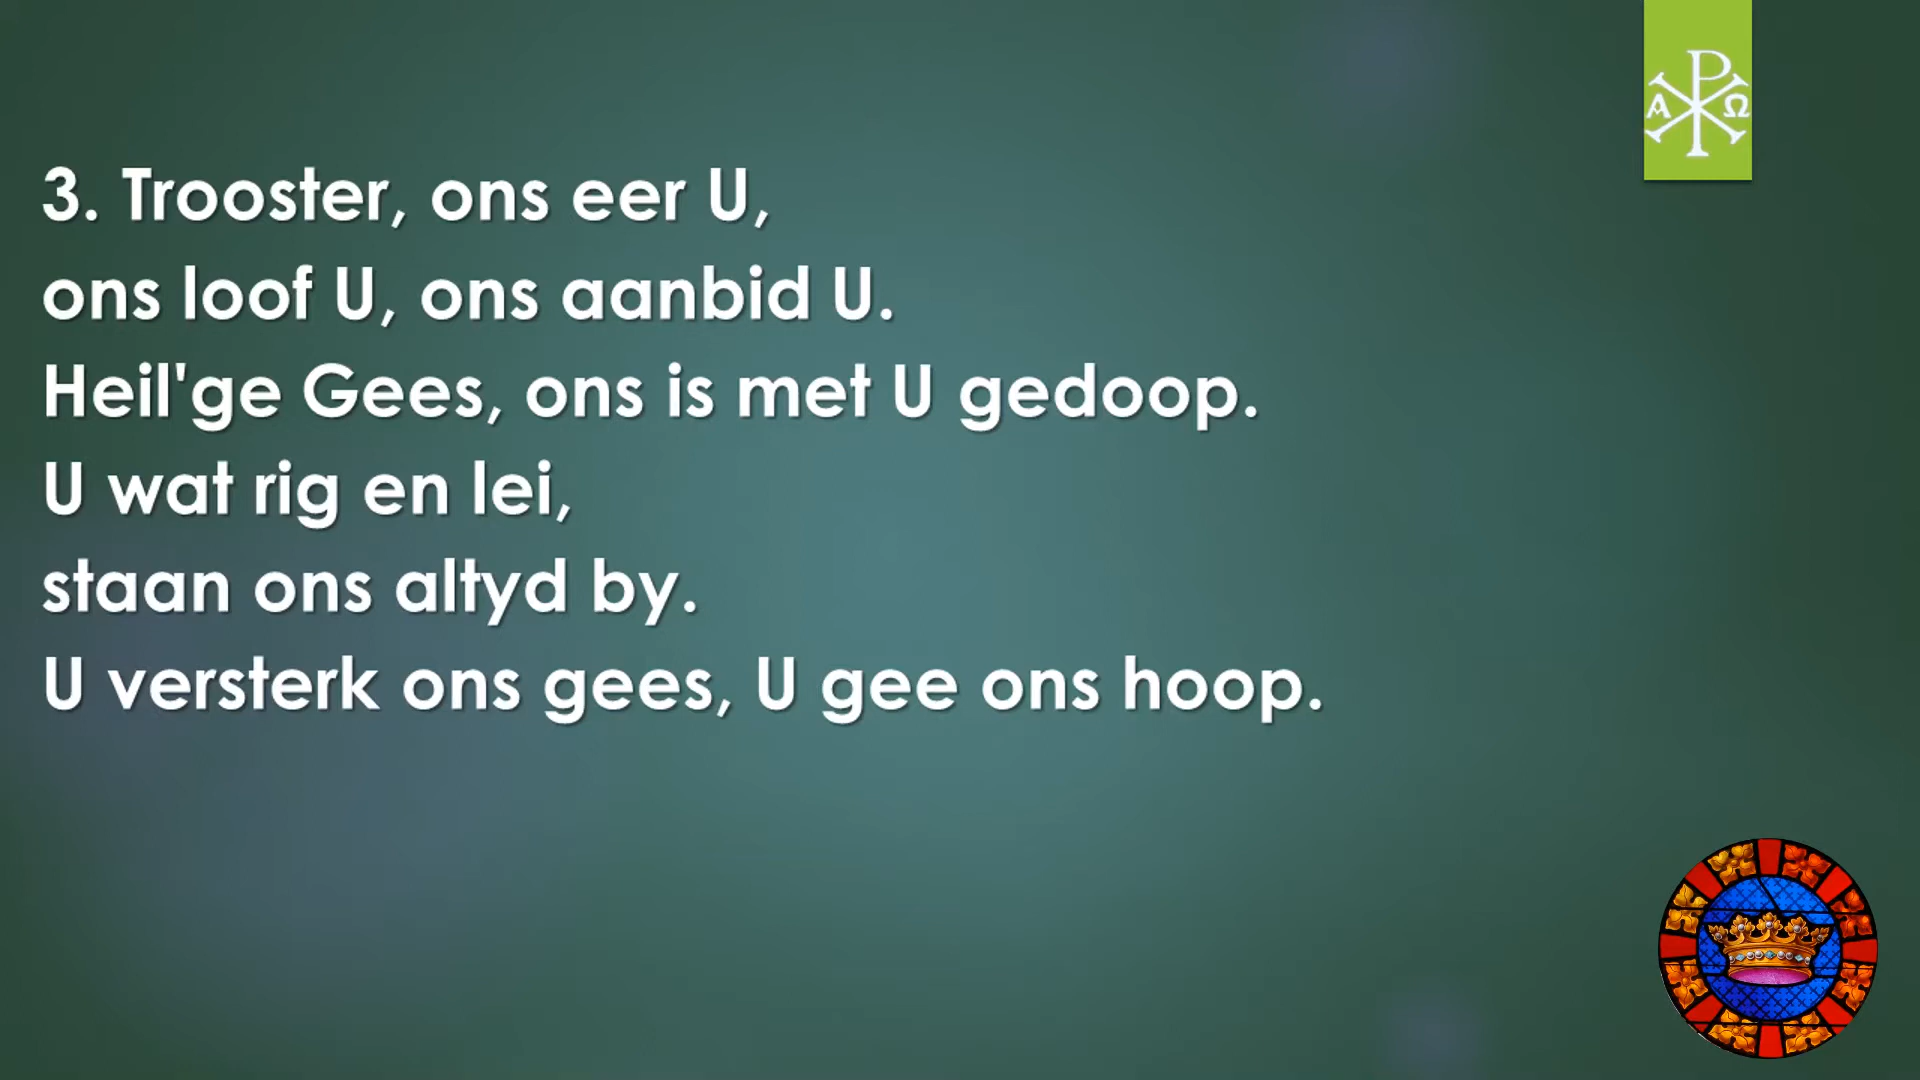 3. Trooster, ons eer U,
ons loof U, ons aanbid U.
Heil'ge Gees, ons is met U gedoop.
U wat rig en lei,
staan ons altyd by.
U versterk ons gees, U gee ons hoop.
Α Ω